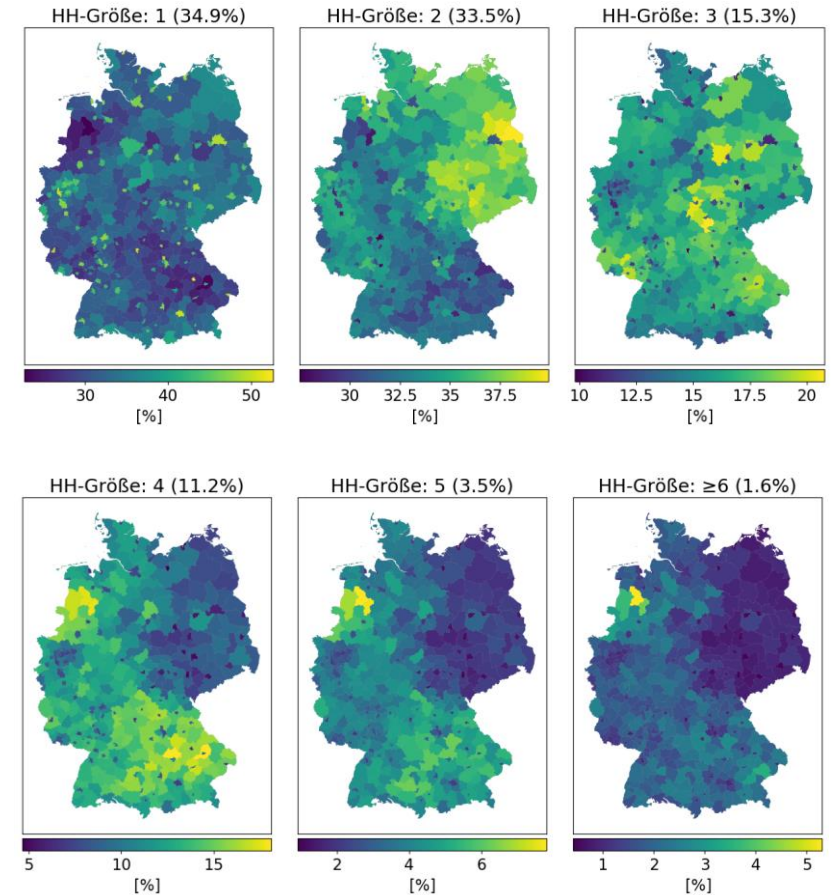 HH-Größe: 1 (34.9%)
HH-Größe: 2 (33.5%)
HH-Größe: 3 (15.3%)
30 40 50
[%]
30 32.5 35 37.5
[%]
10 12.5 15 17.5 20
[%]
HH-Größe: 4 (11.2%)
HH-Größe: 5 (3.5%)
HH-Größe: ≥6 (1.6%)
5 10 15
[%]
2 4 6
[%]
1 2 3 4 5
[%]